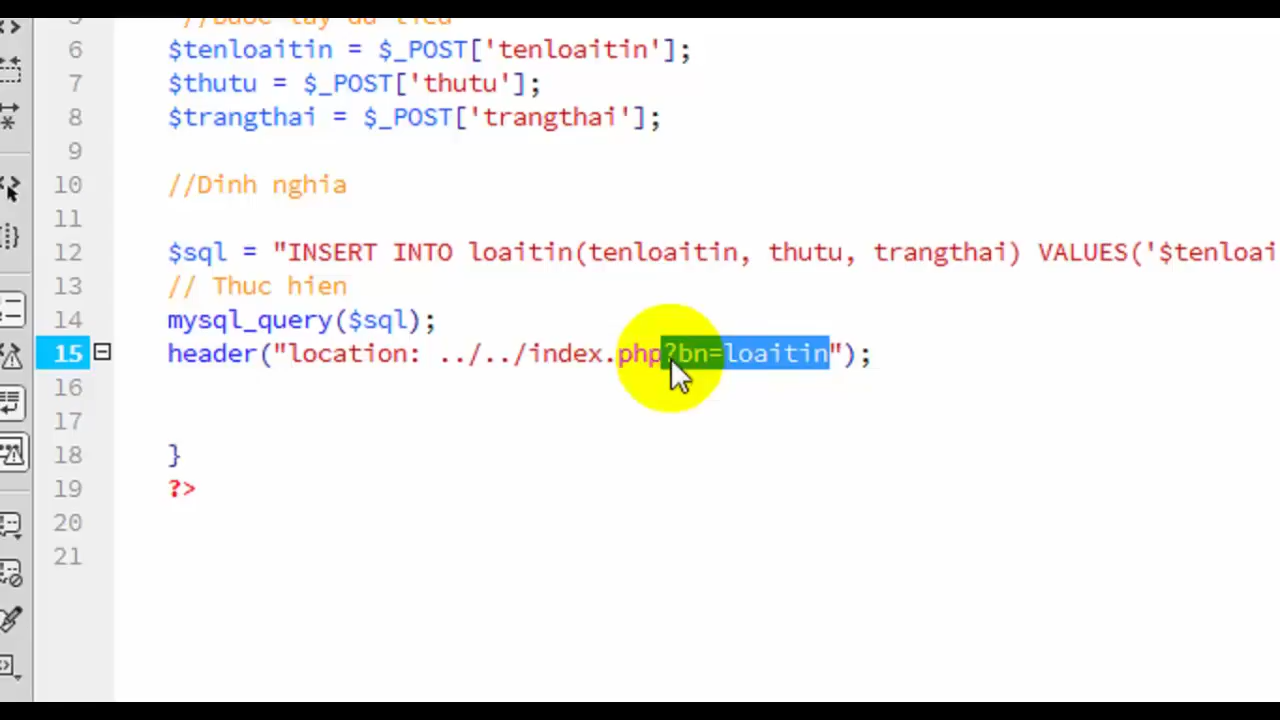 6 $tenloaitin = $_POST['tenloaitin'];
7 $thutu = $_POST['thutu'];
8 $trangthai = $_POST['trangthai'];
9
10 //Dinh nghia
11
12 $sql = "INSERT INTO loaitin(tenloaitin, thutu, trangthai) VALUES('$tenloai
13 // Thuc hien
14 mysql_query($sql);
15 header("location: ../../index.php?bn=loaitin");
16
17
18 }
19 ?>
20
21